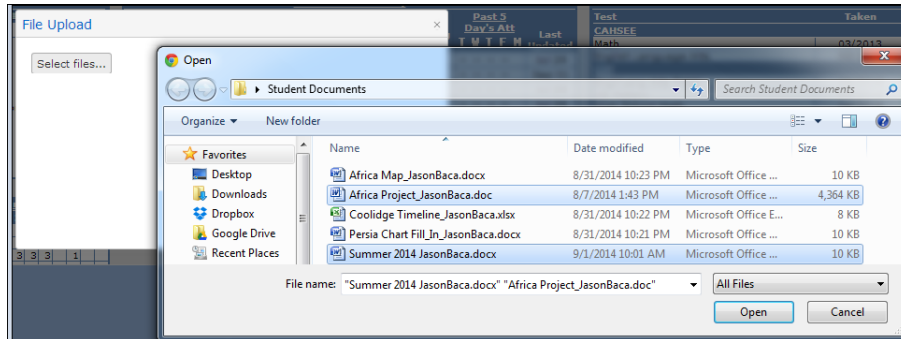 File Upload
×
Select files...
Past 5
Day's Att
T W T F M
Last
Updated
Test
Taken
CAHSEE
Math
03/2013
Open
Student Documents
Search Student Documents
Organize
New folder
Name
Date modified
Type
Size
Favorites
Desktop
Downloads
Dropbox
Google Drive
Recent Places
Africa Map_JasonBaca.docx 8/31/2014 10:23 PM Microsoft Office ... 10 KB
Africa Project_JasonBaca.doc 8/7/2014 1:43 PM Microsoft Office ... 4,364 KB
Coolidge Timeline_JasonBaca.xlsx 8/31/2014 10:22 PM Microsoft Office E... 8 KB
Persia Chart Fill_In_JasonBaca.docx 8/31/2014 10:21 PM Microsoft Office ... 10 KB
Summer 2014 JasonBaca.docx 9/1/2014 10:01 AM Microsoft Office ... 10 KB
3 3 3 1
File name: "Summer 2014 JasonBaca.docx" "Africa Project_JasonBaca.doc"
All Files
Open
Cancel